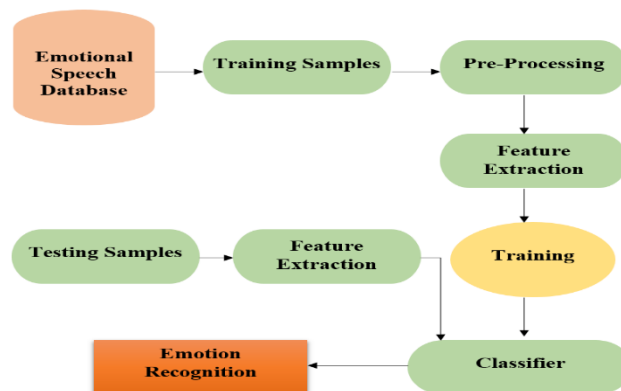 Emotional
Speech
Database
Training Samples
Pre-Processing
Feature
Extraction
Testing Samples
Feature
Extraction
Training
Emotion
Recognition
Classifier